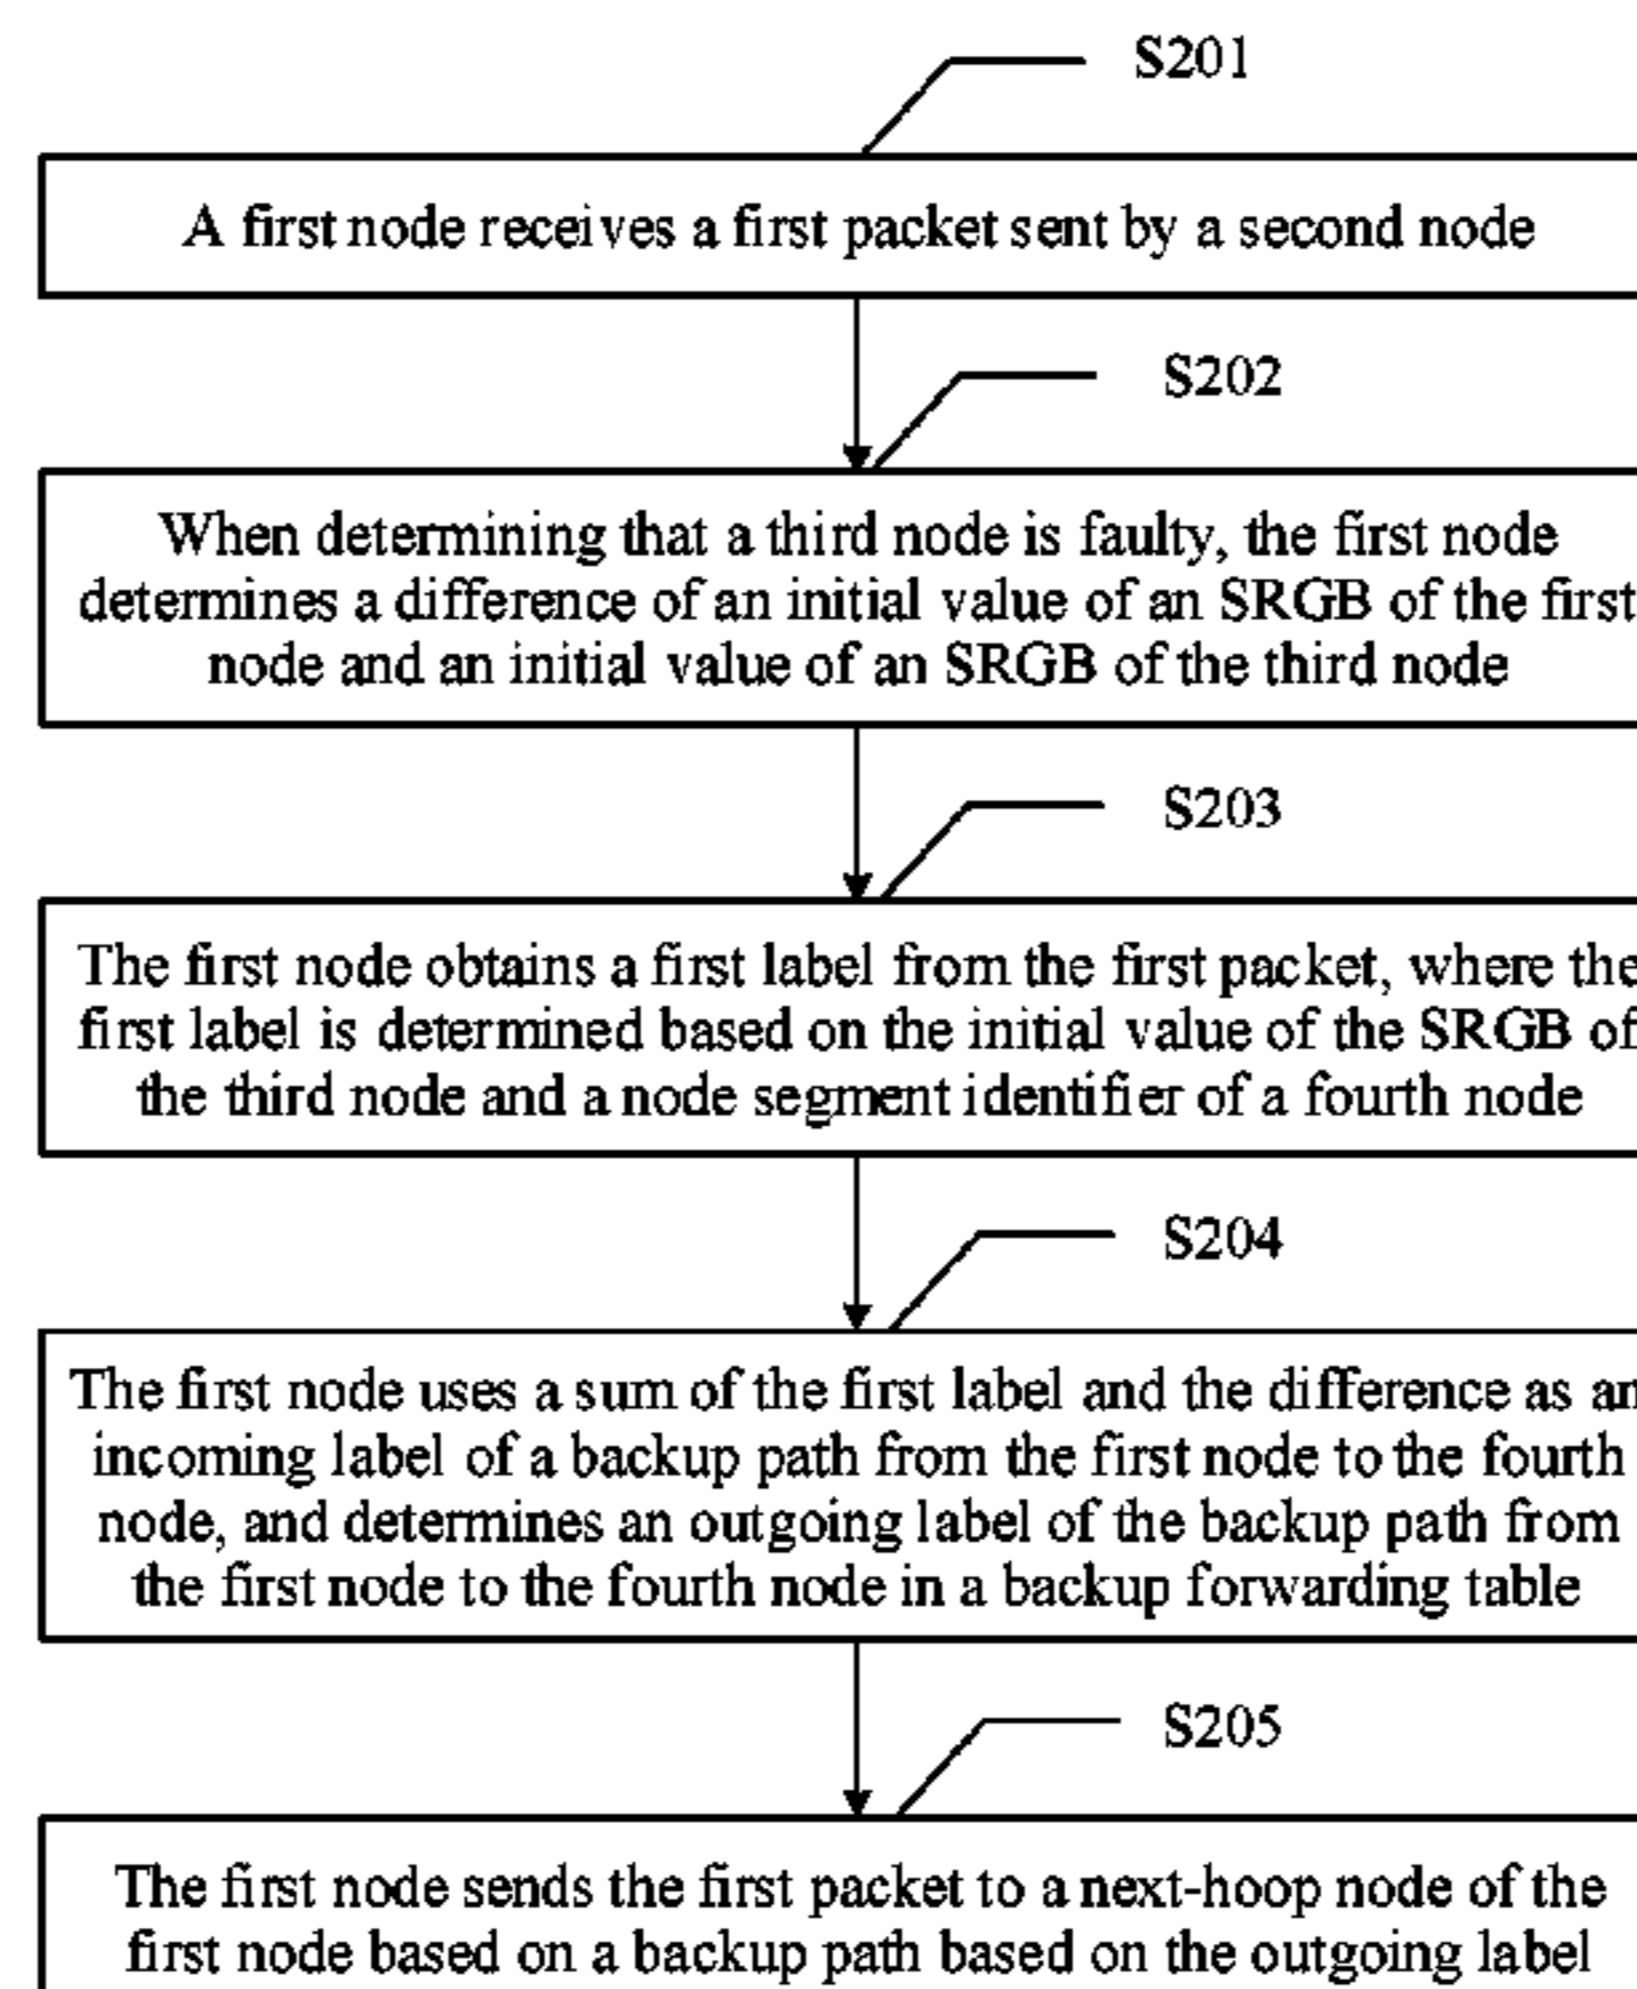 S201
A first node receives a first packet sent by a second node
S202
When determining that a third node is faulty, the first node
determines a difference of an initial value of an SRGB of the first
node and an initial value of an SRGB of the third node
S203
The first node obtains a first label from the first packet, where the
first label is determined based on the initial value of the SRGB of
the third node and a node segment identifier of a fourth node
S204
The first node uses a sum of the first label and the difference as an
incoming label of a backup path from the first node to the fourth
node, and determines an outgoing label of the backup path from
the first node to the fourth node in a backup forwarding table
S205
The first node sends the first packet to a next-hoop node of the
first node based on a backup path based on the outgoing label